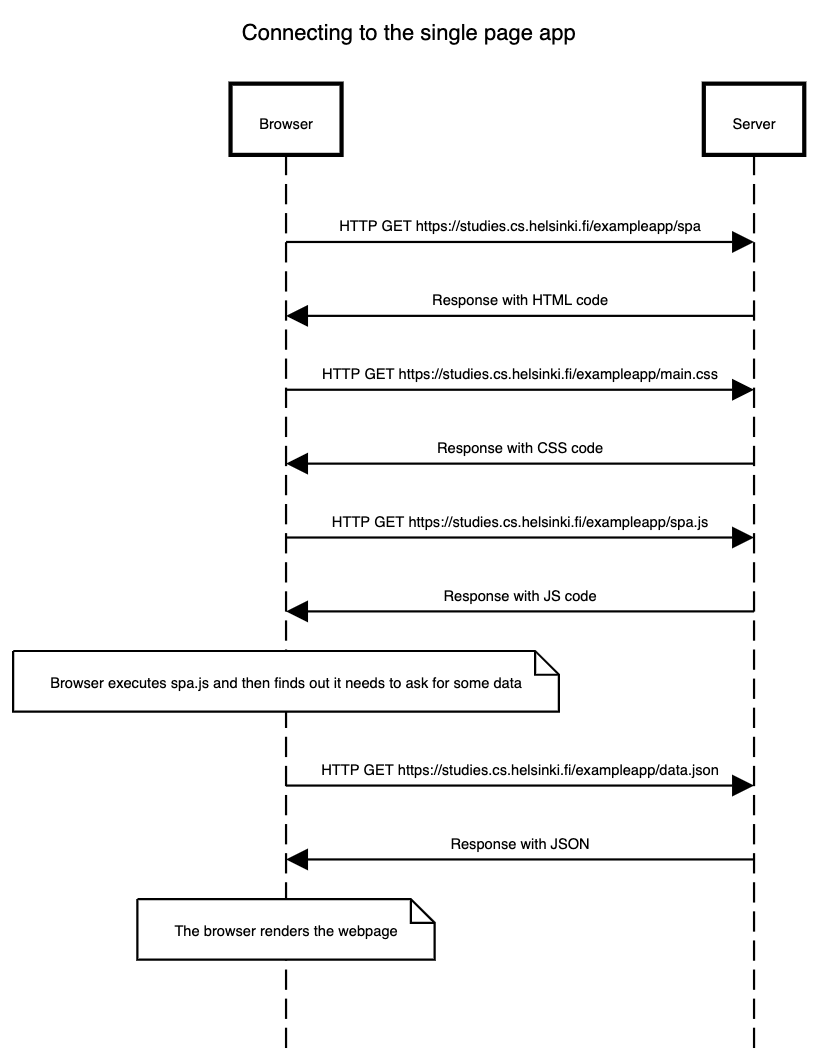 Connecting to the single page app
Browser
Server
HTTP GET https://studies.cs.helsinki.fi/exampleapp/spa
Response with HTML code
HTTP GET https://studies.cs.helsinki.fi/exampleapp/main.css
Response with CSS code
HTTP GET https://studies.cs.helsinki.fi/exampleapp/spa.js
Response with JS code
Browser executes spa.js and then finds out it needs to ask for some data
HTTP GET https://studies.cs.helsinki.fi/exampleapp/data.json
Response with JSON
The browser renders the webpage